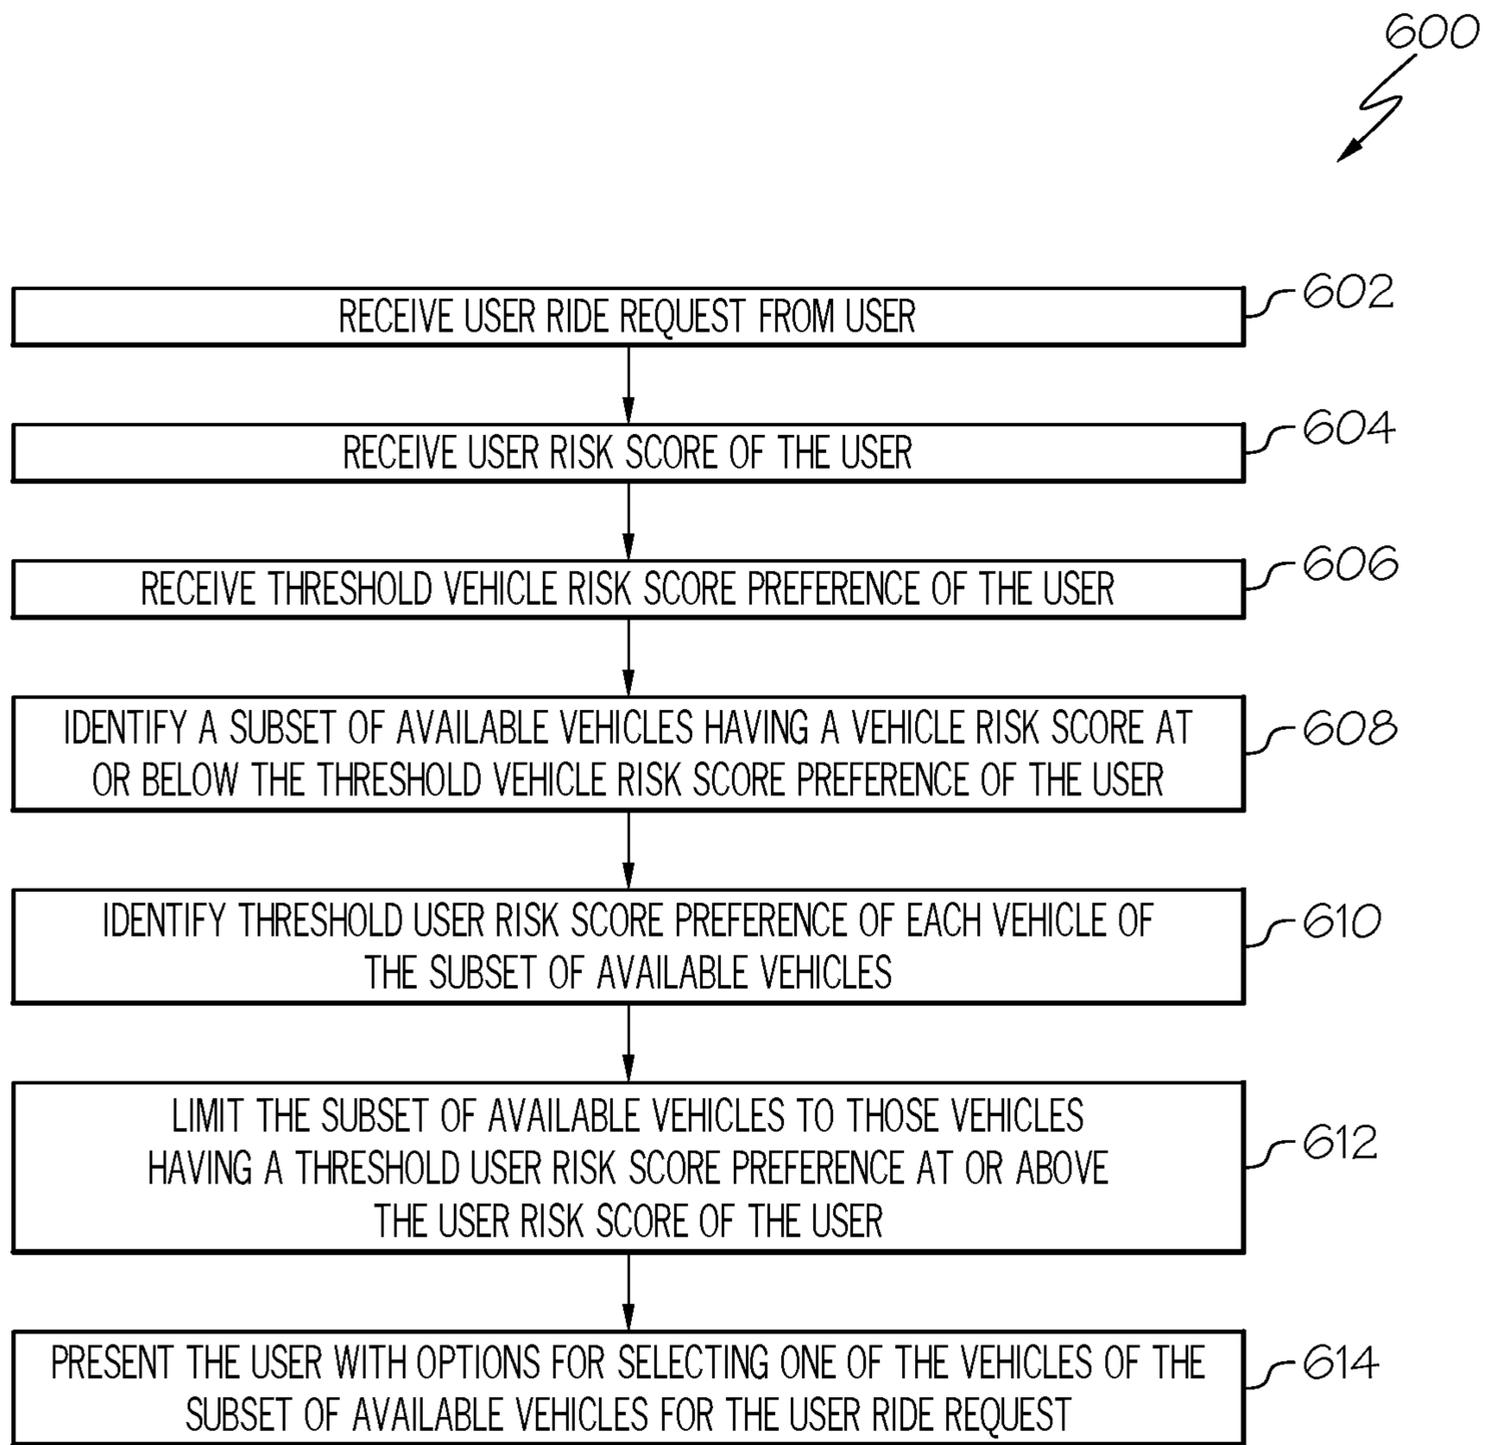 600
RECEIVE USER RIDE REQUEST FROM USER
602
RECEIVE USER RISK SCORE OF THE USER
604
RECEIVE THRESHOLD VEHICLE RISK SCORE PREFERENCE OF THE USER
606
IDENTIFY A SUBSET OF AVAILABLE VEHICLES HAVING A VEHICLE RISK SCORE AT
OR BELOW THE THRESHOLD VEHICLE RISK SCORE PREFERENCE OF THE USER
608
IDENTIFY THRESHOLD USER RISK SCORE PREFERENCE OF EACH VEHICLE OF
THE SUBSET OF AVAILABLE VEHICLES
610
LIMIT THE SUBSET OF AVAILABLE VEHICLES TO THOSE VEHICLES
HAVING A THRESHOLD USER RISK SCORE PREFERENCE AT OR ABOVE
THE USER RISK SCORE OF THE USER
612
PRESENT THE USER WITH OPTIONS FOR SELECTING ONE OF THE VEHICLES OF THE
SUBSET OF AVAILABLE VEHICLES FOR THE USER RIDE REQUEST
614